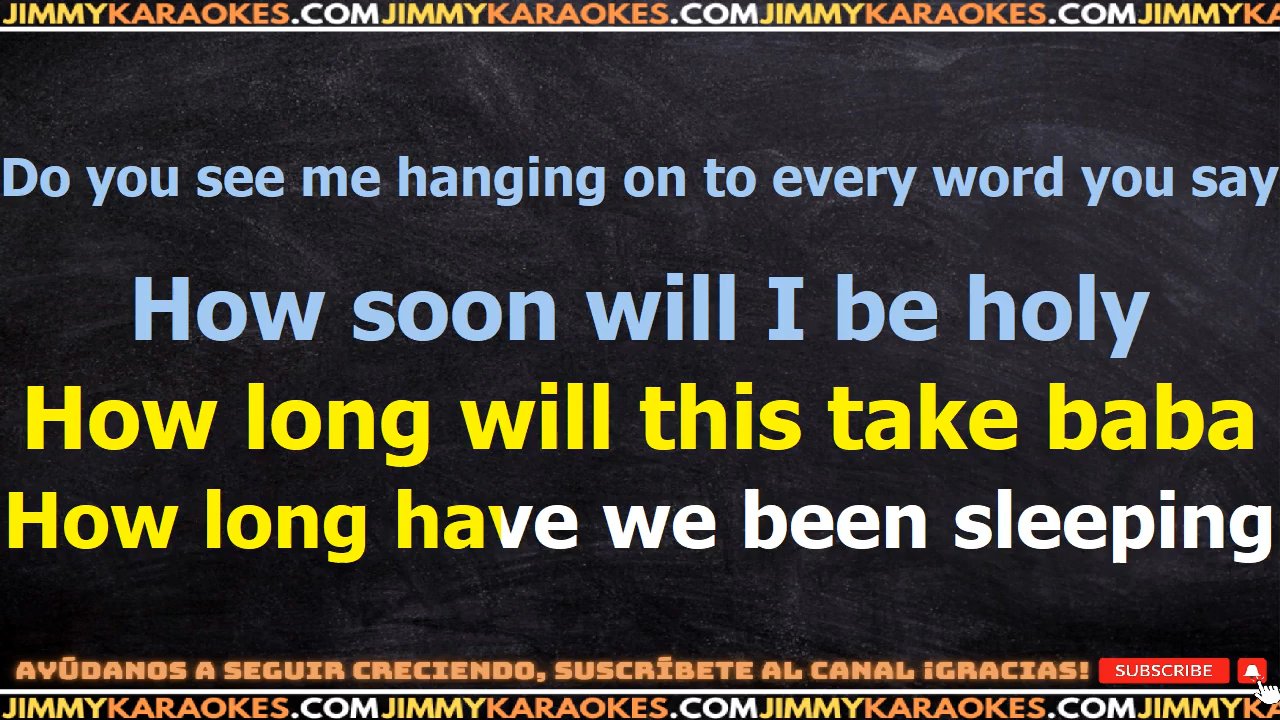 JIMMYKARAOKES.COMJIMMYKARAOKES.COMJIMMYKARAOKES.COMJIMMYKA
Do you see me hanging on to every word you say
How soon will I be holy
How long will this take baba
How long have we been sleeping
AYÚDANOS A SEGUIR CRECIENDO, SUSCRÍBETE AL CANAL ¡GRACIAS! SUBSCRIBE
JIMMYKARAOKES.COMJIMMYKARAOKES.COMJIMMYKARAOKES.COMJIMMYKA